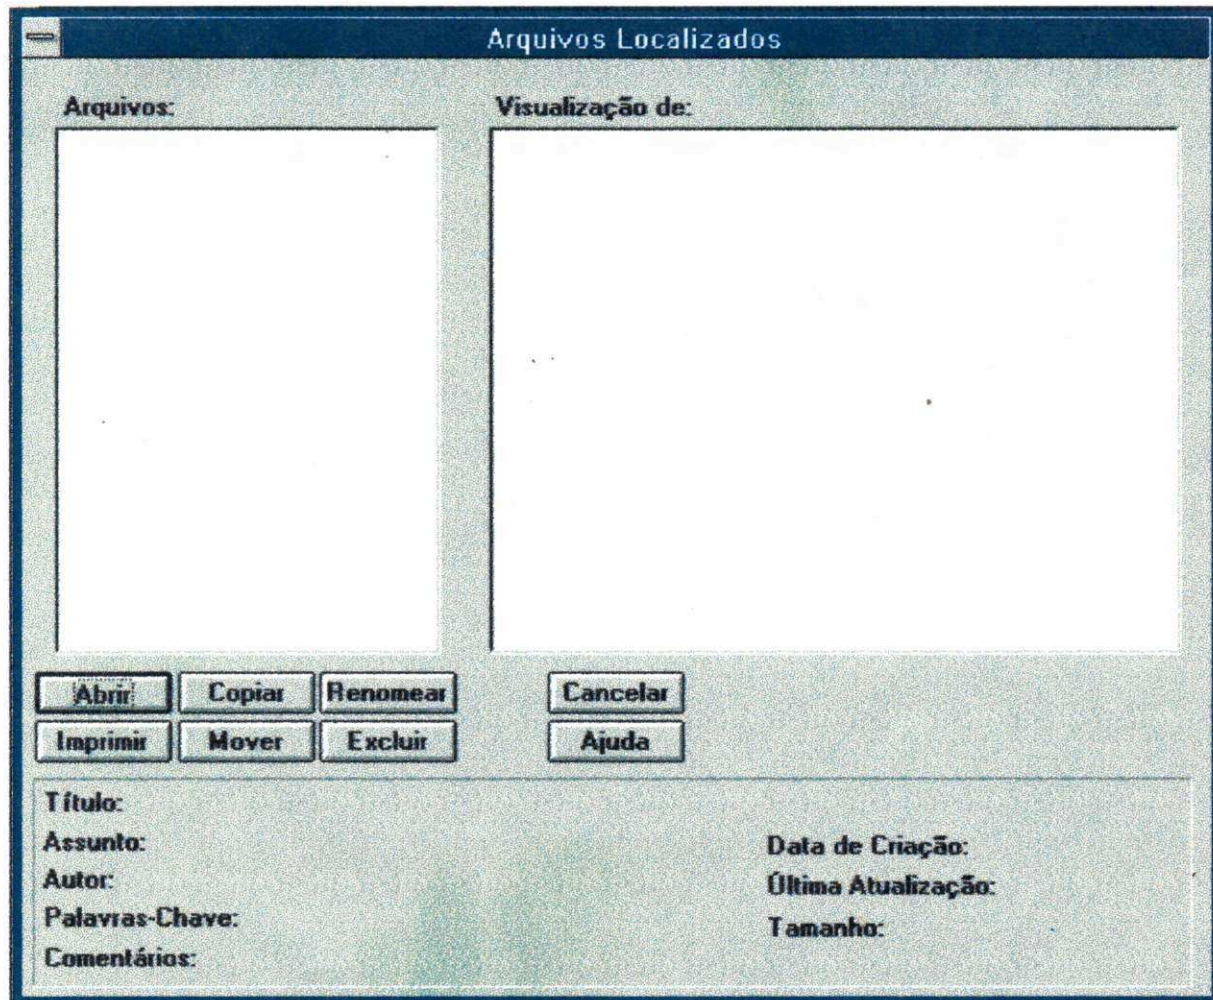 Arquivos Localizados
Arquivos: Visualização de:
Abrir Copiar Renomear Cancelar
Imprimir Mover Excluir Ajuda
Título:
Assunto:
Autor:
Palavras-Chave:
Comentários:
Data de Criação:
Última Atualização:
Tamanho: